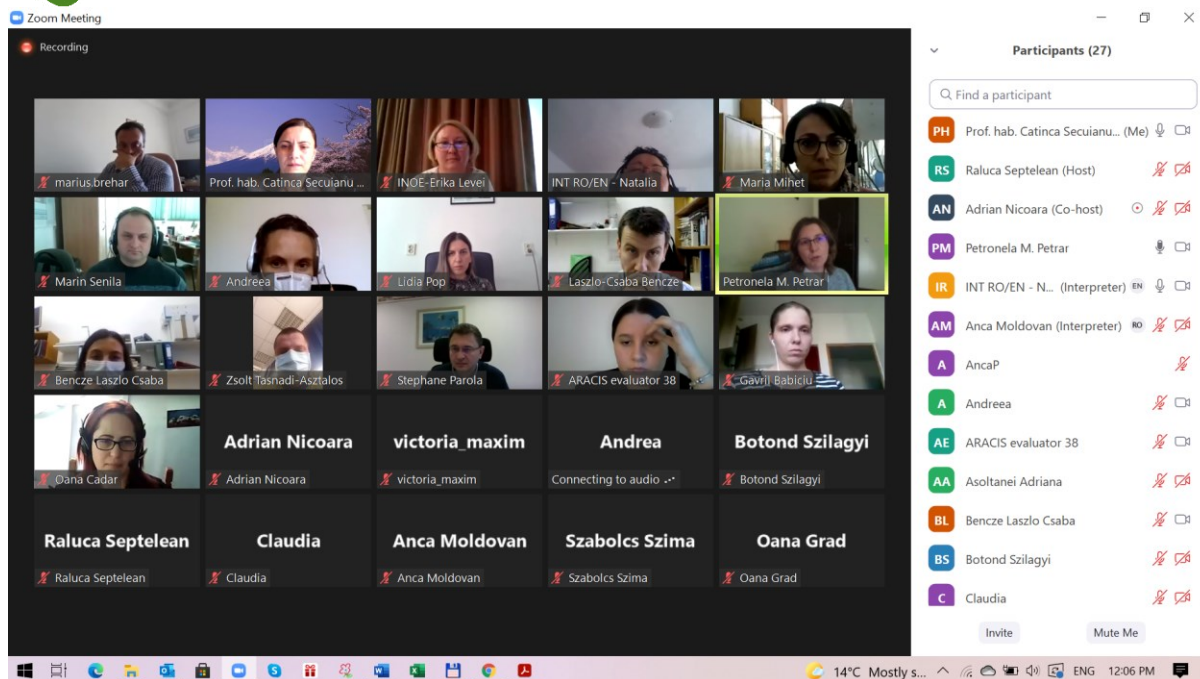 Zoom Meeting
Recording
marius.brehar
Prof. hab. Catinca Secuianu ...
INOE-Erika Levei
INT RO/EN - Natalia
Maria Mihet
Marin Senila
Andreea
Lidia Pop
Laszlo-Csaba Bencze
Petronela M. Petrar
Bencze Laszlo Csaba
Zsolt Tasnadi-Asztalos
Stephane Parola
ARACIS evaluator 38
Gavril Babiciu
Oana Cadar
Adrian Nicoara
Adrian Nicoara
victoria_maxim
victoria_maxim
Andrea
Connecting to audio ...
Botond Szilagyi
Botond Szilagyi
Raluca Septelean
Raluca Septelean
Claudia
Claudia
Anca Moldovan
Anca Moldovan
Szabolcs Szima
Szabolcs Szima
Oana Grad
Oana Grad
Participants (27)
Find a participant
PH Prof. hab. Catinca Secuianu... (Me)
RS Raluca Septelean (Host)
AN Adrian Nicoara (Co-host)
PM Petronela M. Petrar
IR INT RO/EN - N... (Interpreter) EN
AM Anca Moldovan (Interpreter) RO
A AncaP
A Andreea
AE ARACIS evaluator 38
AA Asoltanei Adriana
BL Bencze Laszlo Csaba
BS Botond Szilagyi
C Claudia
Invite Mute Me
14°C Mostly s... ENG 12:06 PM